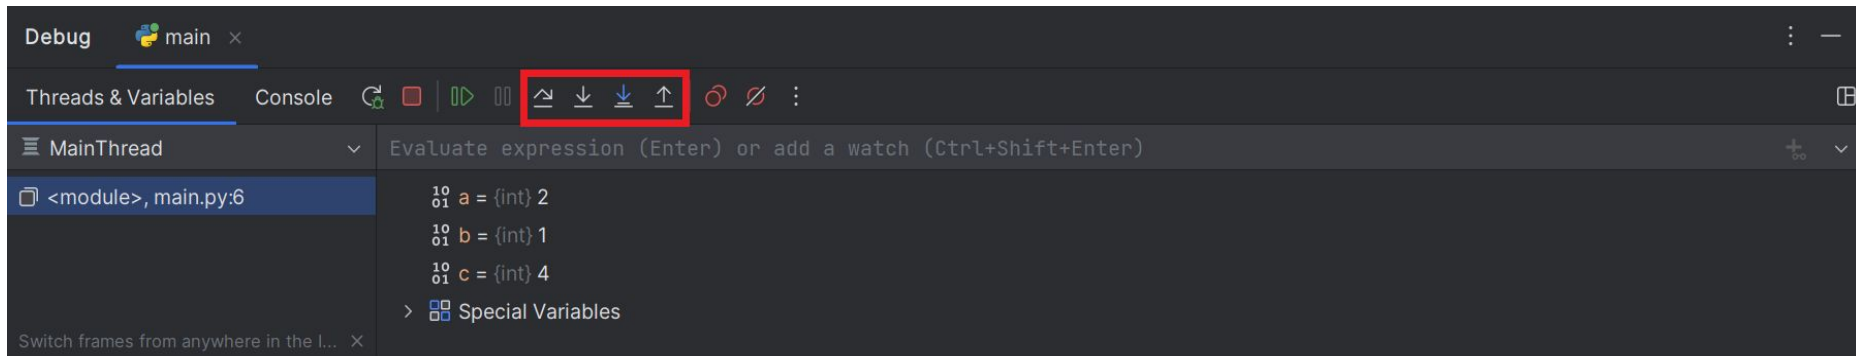 Debug main
Threads & Variables Console
MainThread Evaluate expression (Enter) or add a watch (Ctrl+Shift+Enter)
<module>, main.py:6
a = {int} 2
b = {int} 1
c = {int} 4
Special Variables
Switch frames from anywhere in the I...